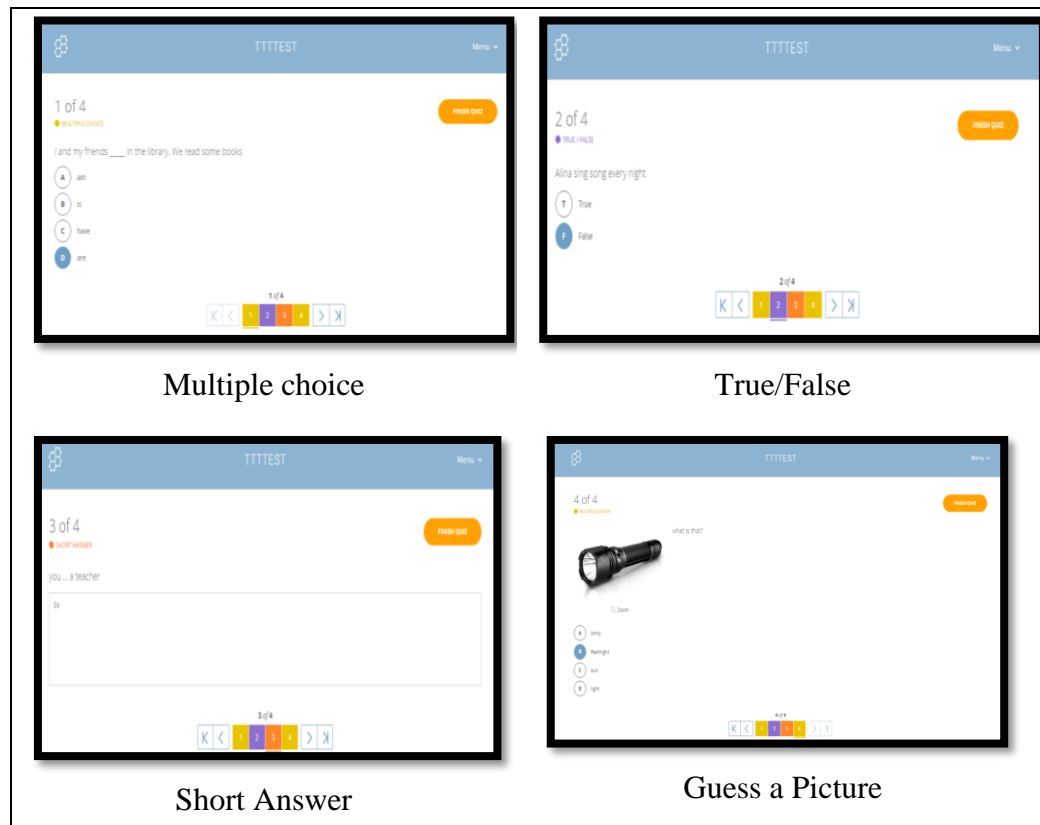 TTTTEST
Menu
1 of 4
MULTIPLE CHOICE
FINISH QUIZ
I and my friends ____ in the library. We read some books
A am
B is
C have
D are
1 of 4
1 2 3 4
Multiple choice
TTTTEST
Menu
2 of 4
TRUE / FALSE
FINISH QUIZ
Alina sing song every night
T True
F False
2 of 4
1 2 3 4
True/False
TTTTEST
Menu
3 of 4
SHORT ANSWER
FINISH QUIZ
you ... a teacher
3 of 4
1 2 3 4
Short Answer
TTTTEST
Menu
4 of 4
MULTIPLE CHOICE
FINISH QUIZ
what is that?
Zoom
A lamp
B flashlight
C sun
D light
4 of 4
1 2 3 4
Guess a Picture